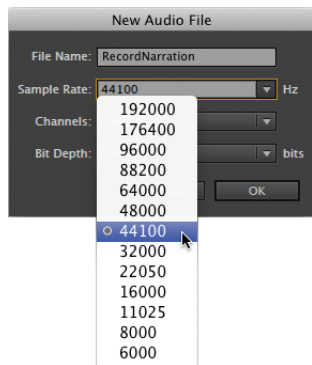 New Audio File
File Name: RecordNarration
Sample Rate: 44100 Hz
192000
Channels:
176400
96000
Bit Depth: bits
88200
64000
OK
48000
44100
32000
22050
16000
11025
8000
6000